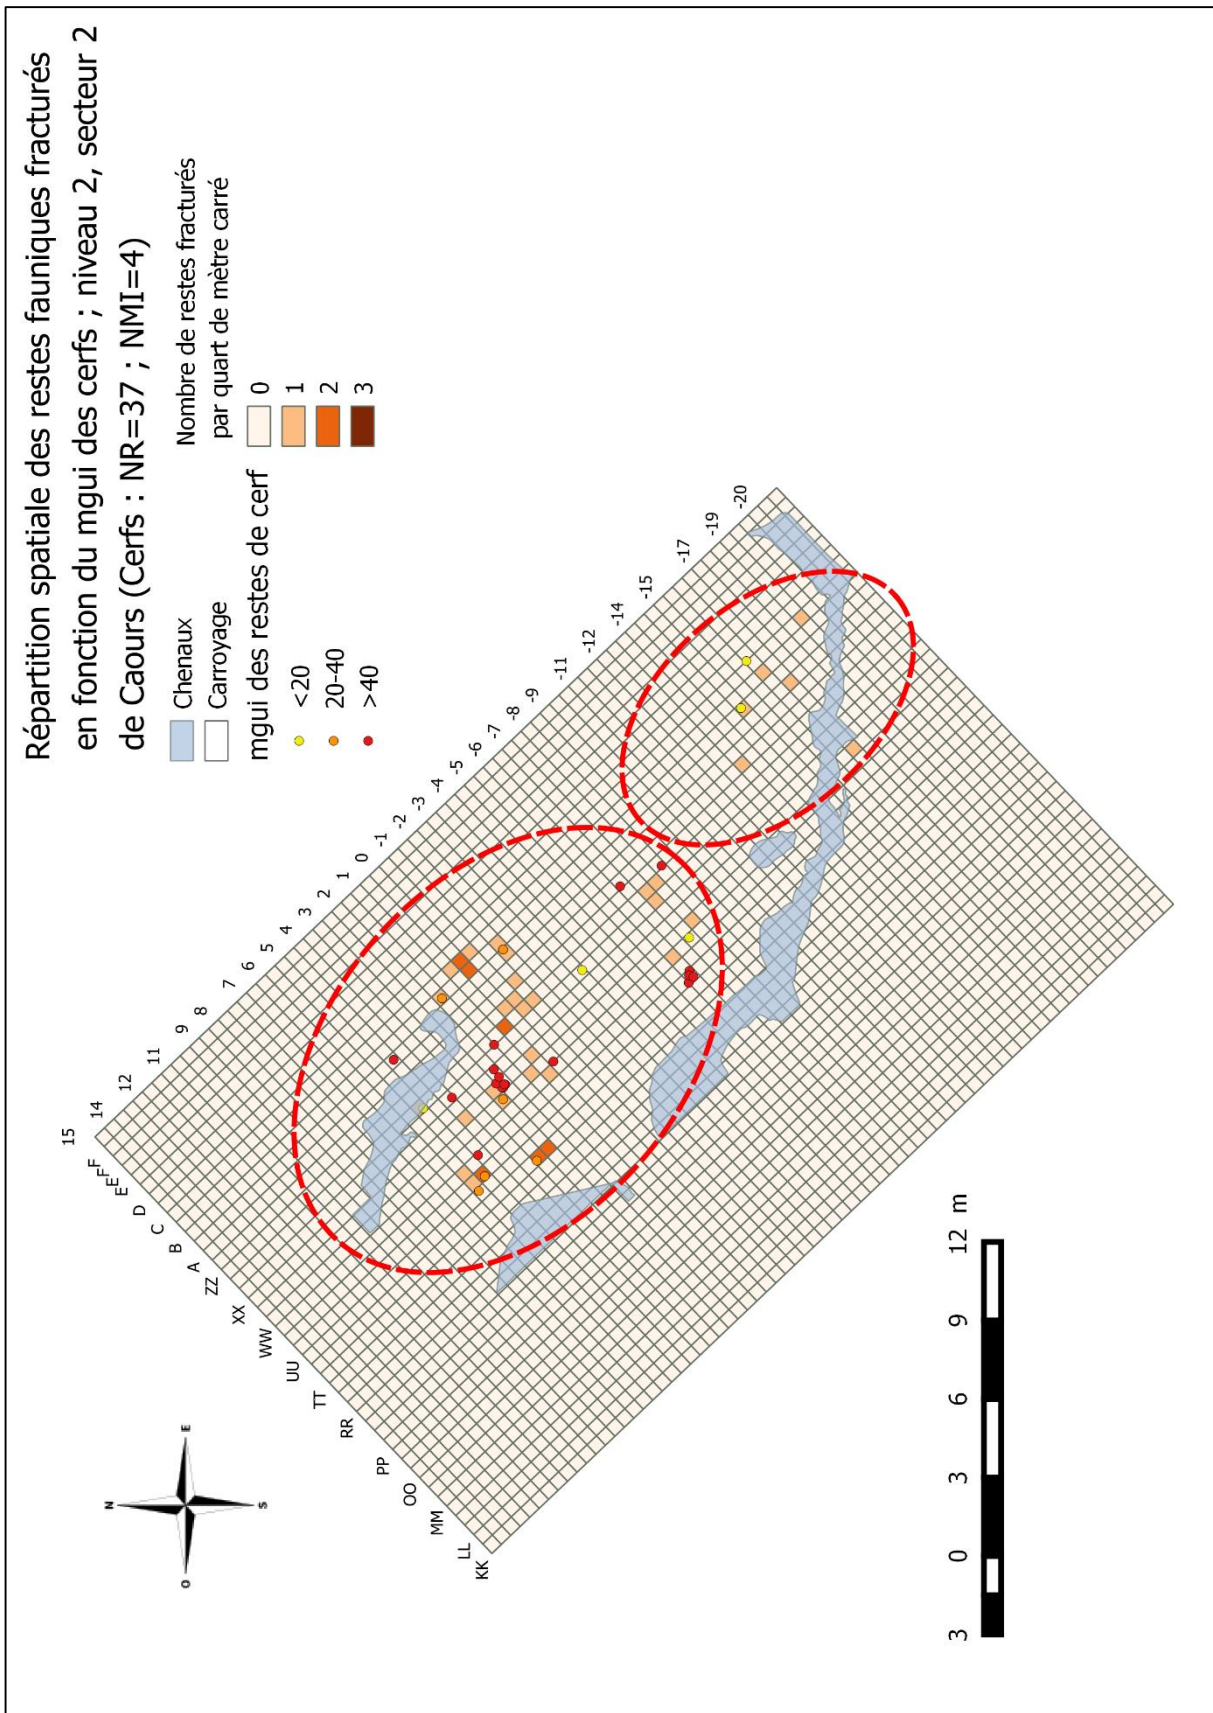 Répartition spatiale des restes fauniques fracturés
en fonction du mgui des cerfs ; niveau 2, secteur 2
de Caours (Cerfs : NR=37 ; NMI=4)
Chenaux
Carroyage
mgui des restes de cerf
<20
20-40
>40
Nombre de restes fracturés
par quart de mètre carré
0
1
2
3
N
E
S
O
15
14
12
11
9
8
7
6
5
4
3
2
1
0
-1
-2
-3
-4
-5
-6
-7
-8
-9
-11
-12
-14
-15
-17
-19
-20
F
F
E
E
D
C
B
A
ZZ
XX
WW
UU
TT
RR
PP
OO
MM
LL
KK
3 0 3 6 9 12 m